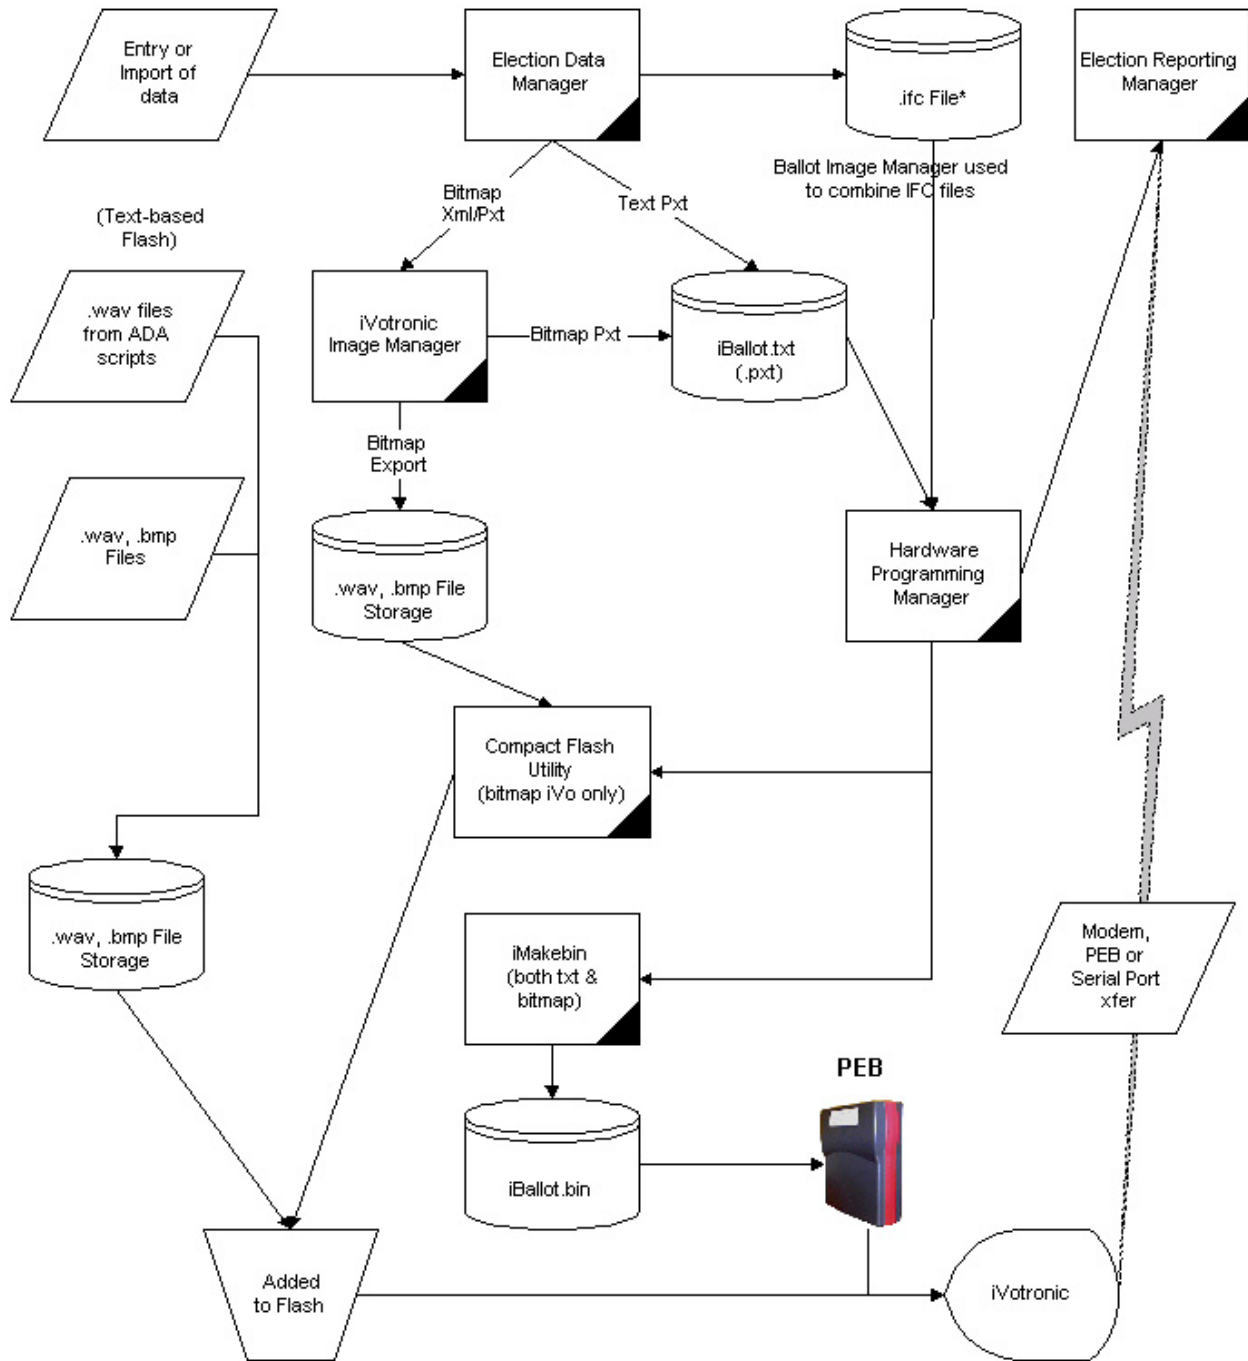 Entry or
Import of
data
Election Data
Manager
.ifc File*
Election Reporting
Manager
Ballot Image Manager used
to combine IFC files
Bitmap
Xml/Pxt
Text Pxt
(Text-based
Flash)
.wav files
from ADA
scripts
iVotronic
Image Manager
Bitmap Pxt
iBallot.txt
(.pxt)
Bitmap
Export
.wav, .bmp
Files
.wav, .bmp File
Storage
Hardware
Programming
Manager
Compact Flash
Utility
(bitmap iVo only)
.wav, .bmp File
Storage
iMakebin
(both txt &
bitmap)
Modem,
PEB or
Serial Port
xfer
PEB
iBallot.bin
Added
to Flash
iVotronic